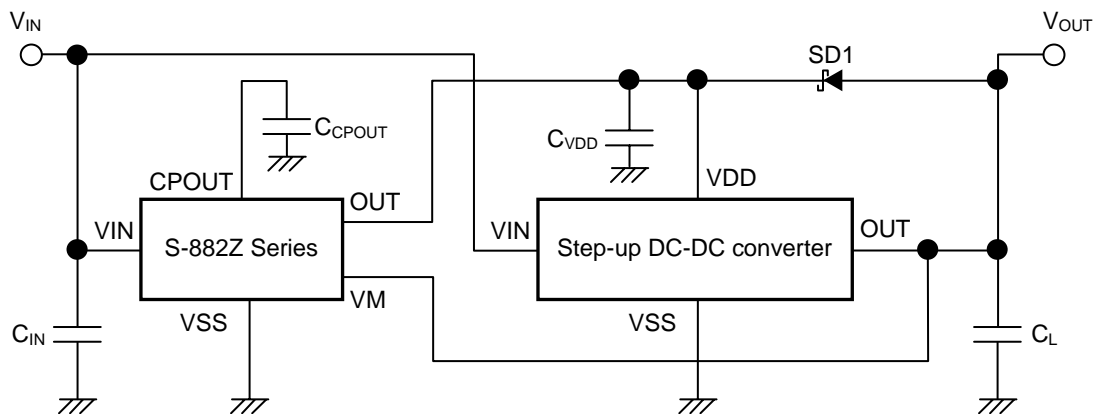 VIN
VOUT
SD1
CCPOUT
CVDD
CPOUT
VDD
OUT
VIN
S-882Z Series
VIN
Step-up DC-DC converter
OUT
VM
VSS
VSS
CIN
CL